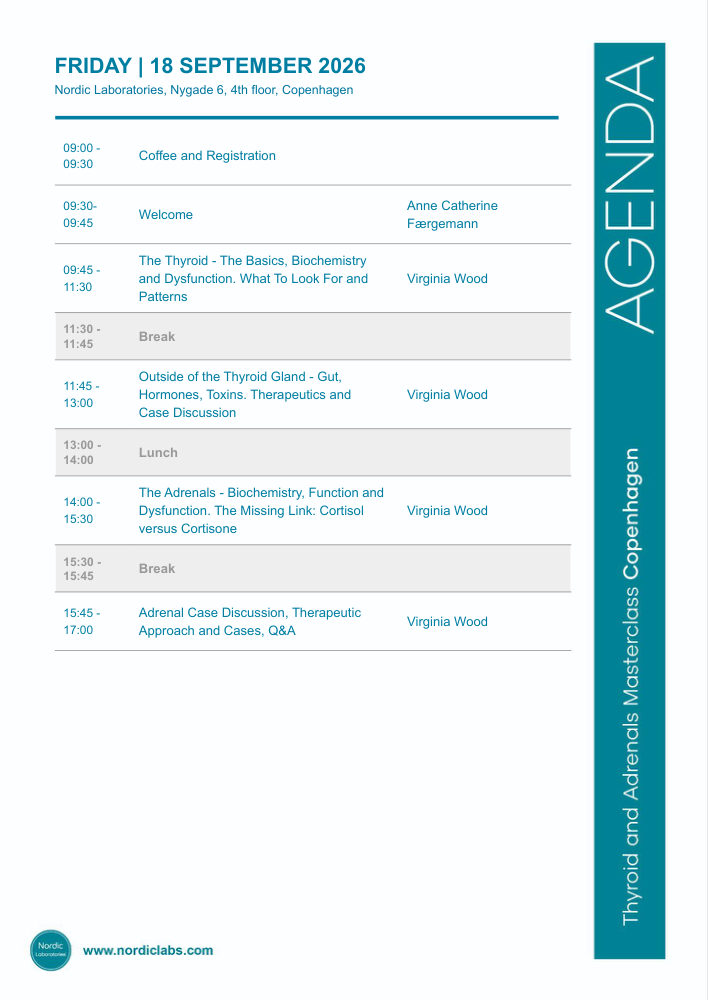 FRIDAY | 18 SEPTEMBER 2026
Nordic Laboratories, Nygade 6, 4th floor, Copenhagen
09:00 -
09:30
Coffee and Registration
09:30-
09:45
Welcome
Anne Catherine
Færgemann
09:45 -
11:30
The Thyroid - The Basics, Biochemistry
and Dysfunction. What To Look For and
Patterns
Virginia Wood
11:30 -
11:45
Break
11:45 -
13:00
Outside of the Thyroid Gland - Gut,
Hormones, Toxins. Therapeutics and
Case Discussion
Virginia Wood
13:00 -
14:00
Lunch
14:00 -
15:30
The Adrenals - Biochemistry, Function and
Dysfunction. The Missing Link: Cortisol
versus Cortisone
Virginia Wood
15:30 -
15:45
Break
15:45 -
17:00
Adrenal Case Discussion, Therapeutic
Approach and Cases, Q&A
Virginia Wood
AGENDA
Thyroid and Adrenals Masterclass Copenhagen
Nordic
Laboratories
www.nordiclabs.com